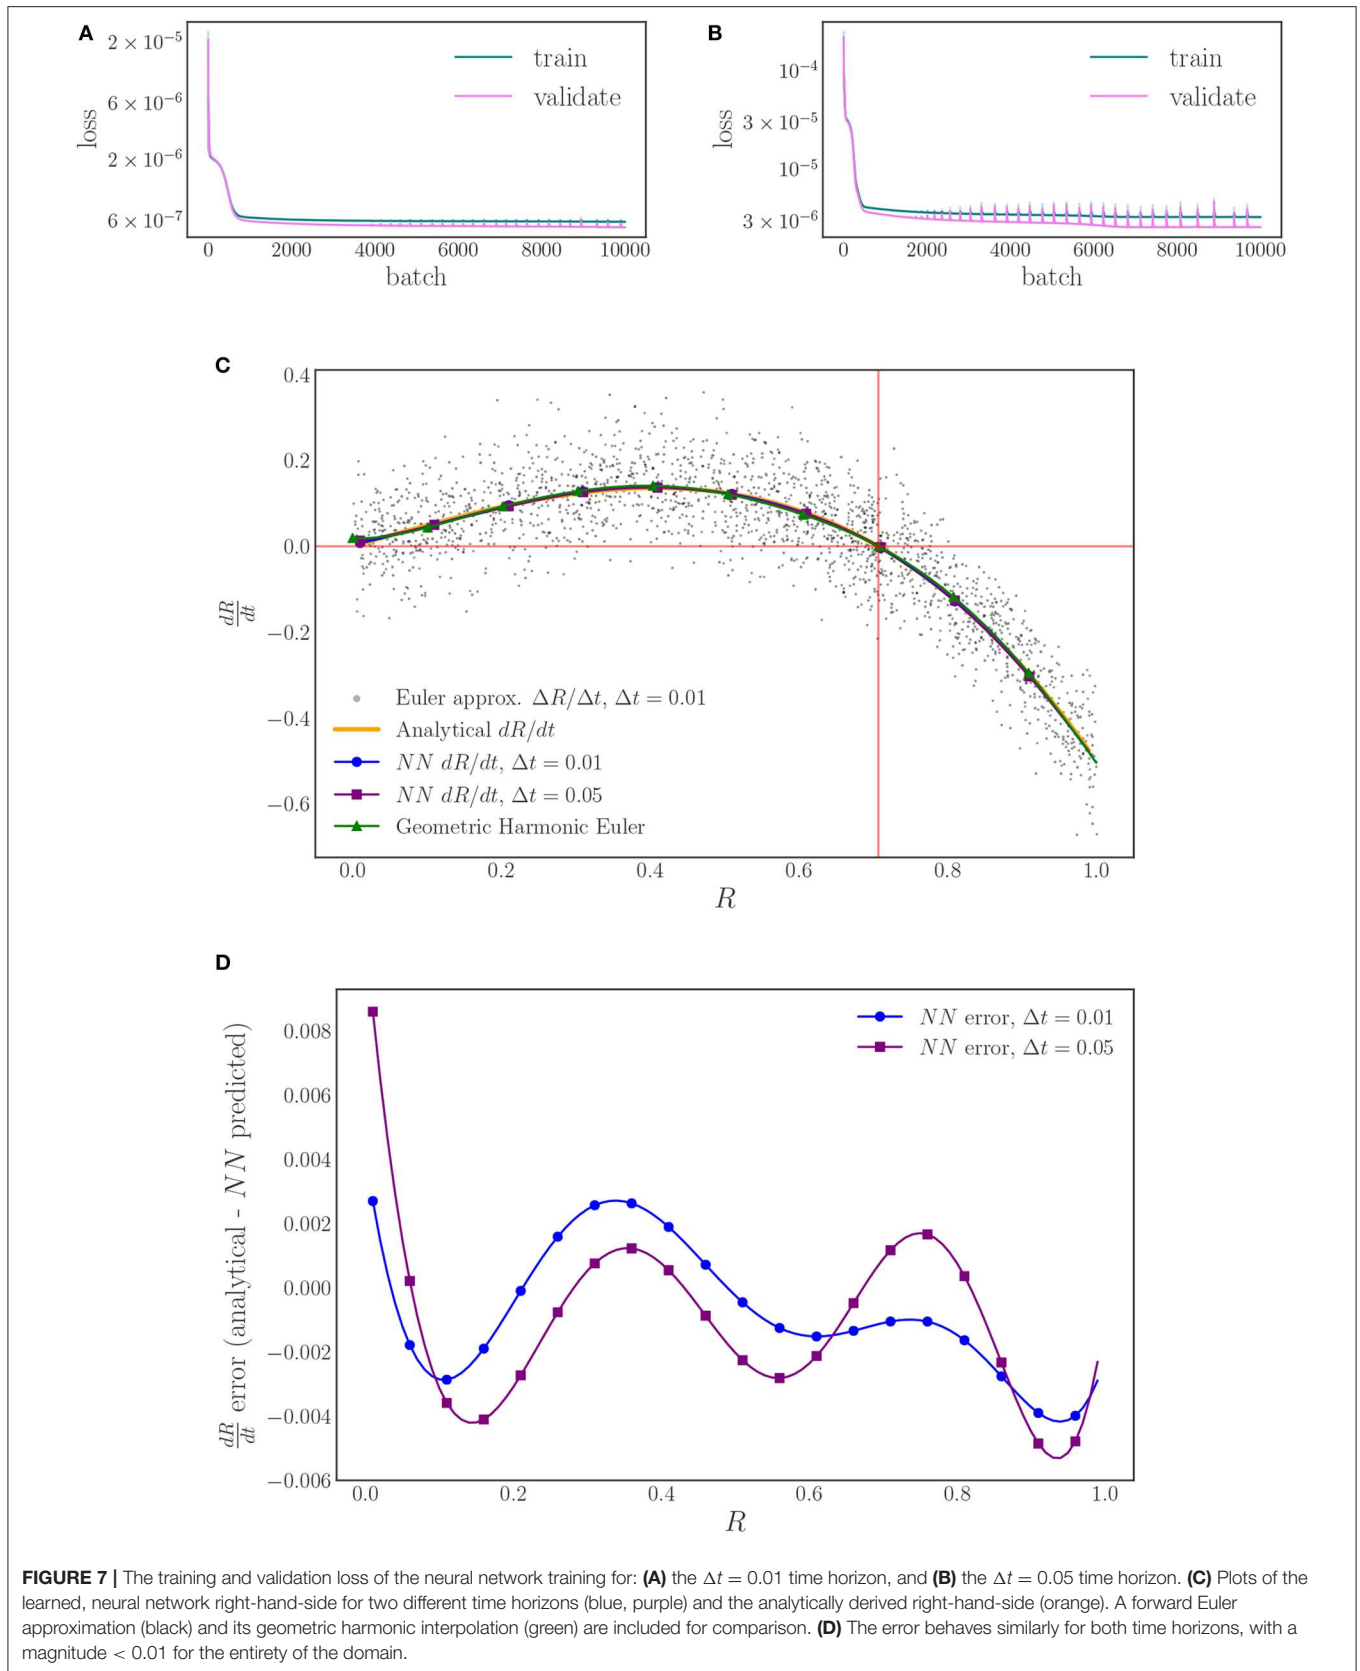 A
2 × 10⁻⁵
6 × 10⁻⁶
2 × 10⁻⁶
6 × 10⁻⁷
loss
train
validate
0 2000 4000 6000 8000 10000
batch
B
10⁻⁴
3 × 10⁻⁵
10⁻⁵
3 × 10⁻⁶
loss
train
validate
0 2000 4000 6000 8000 10000
batch
C
0.4
0.2
0.0
−0.2
−0.4
−0.6
dR/dt
Euler approx. ΔR/Δt, Δt = 0.01
Analytical dR/dt
NN dR/dt, Δt = 0.01
NN dR/dt, Δt = 0.05
Geometric Harmonic Euler
0.0 0.2 0.4 0.6 0.8 1.0
R
D
0.008
0.006
0.004
0.002
0.000
−0.002
−0.004
−0.006
dR/dt error (analytical - NN predicted)
NN error, Δt = 0.01
NN error, Δt = 0.05
0.0 0.2 0.4 0.6 0.8 1.0
R
FIGURE 7 | The training and validation loss of the neural network training for: (A) the Δt = 0.01 time horizon, and (B) the Δt = 0.05 time horizon. (C) Plots of the
learned, neural network right-hand-side for two different time horizons (blue, purple) and the analytically derived right-hand-side (orange). A forward Euler
approximation (black) and its geometric harmonic interpolation (green) are included for comparison. (D) The error behaves similarly for both time horizons, with a
magnitude < 0.01 for the entirety of the domain.